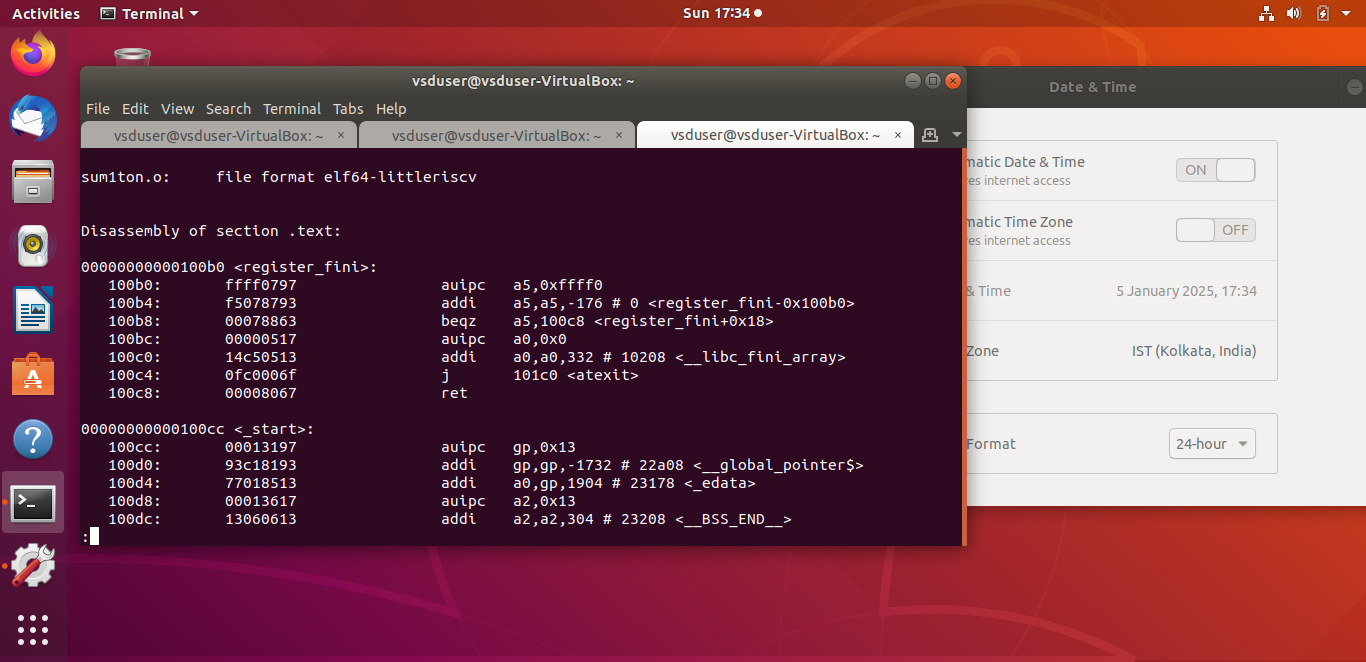 Activities Terminal Sun 17:34
vsduser@vsduser-VirtualBox: ~
File Edit View Search Terminal Tabs Help
vsduser@vsduser-VirtualBox: ~ × vsduser@vsduser-VirtualBox: ~ × vsduser@vsduser-VirtualBox: ~ ×
sum1ton.o:     file format elf64-littleriscv
Disassembly of section .text:
00000000000100b0 <register_fini>:
100b0: ffff0797 auipc a5,0xffff0
100b4: f5078793 addi a5,a5,-176 # 0 <register_fini-0x100b0>
100b8: 00078863 beqz a5,100c8 <register_fini+0x18>
100bc: 00000517 auipc a0,0x0
100c0: 14c50513 addi a0,a0,332 # 10208 <__libc_fini_array>
100c4: 0fc0006f j 101c0 <atexit>
100c8: 00008067 ret
00000000000100cc <_start>:
100cc: 00013197 auipc gp,0x13
100d0: 93c18193 addi gp,gp,-1732 # 22a08 <__global_pointer$>
100d4: 77018513 addi a0,gp,1904 # 23178 <_edata>
100d8: 00013617 auipc a2,0x13
100dc: 13060613 addi a2,a2,304 # 23208 <__BSS_END__>
:
Date & Time
matic Date & Time ON
res internet access
matic Time Zone OFF
res internet access
& Time 5 January 2025, 17:34
Zone IST (Kolkata, India)
Format 24-hour